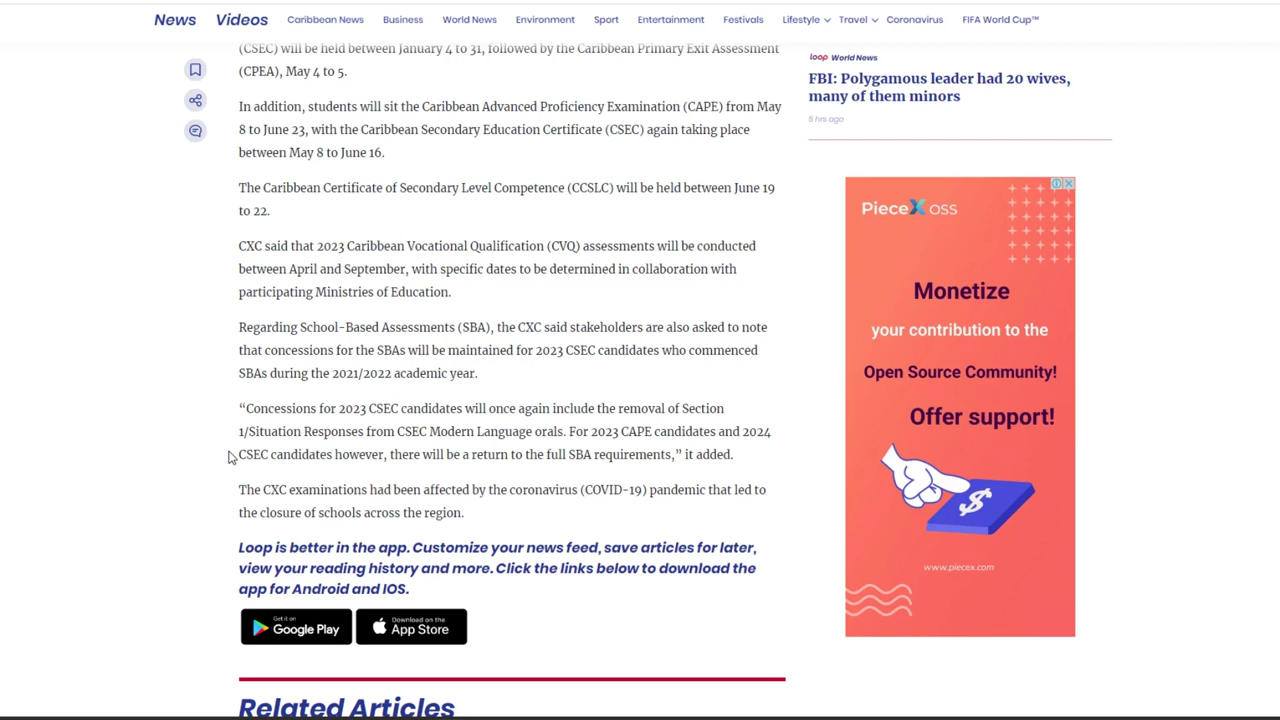 News Videos Caribbean News Business World News Environment Sport Entertainment Festivals Lifestyle Travel Coronavirus FIFA World Cup™
(CSEC) will be held between January 4 to 31, followed by the Caribbean Primary Exit Assessment
(CPEA), May 4 to 5.
In addition, students will sit the Caribbean Advanced Proficiency Examination (CAPE) from May
8 to June 23, with the Caribbean Secondary Education Certificate (CSEC) again taking place
between May 8 to June 16.
The Caribbean Certificate of Secondary Level Competence (CCSLC) will be held between June 19
to 22.
CXC said that 2023 Caribbean Vocational Qualification (CVQ) assessments will be conducted
between April and September, with specific dates to be determined in collaboration with
participating Ministries of Education.
Regarding School-Based Assessments (SBA), the CXC said stakeholders are also asked to note
that concessions for the SBAs will be maintained for 2023 CSEC candidates who commenced
SBAs during the 2021/2022 academic year.
“Concessions for 2023 CSEC candidates will once again include the removal of Section
1/Situation Responses from CSEC Modern Language orals. For 2023 CAPE candidates and 2024
CSEC candidates however, there will be a return to the full SBA requirements,” it added.
The CXC examinations had been affected by the coronavirus (COVID-19) pandemic that led to
the closure of schools across the region.
Loop is better in the app. Customize your news feed, save articles for later,
view your reading history and more. Click the links below to download the
app for Android and IOS.
Get it on
Google Play
Download on the
App Store
Related Articles
loop World News
FBI: Polygamous leader had 20 wives,
many of them minors
6 hrs ago
PieceX OSS
Monetize
your contribution to the
Open Source Community!
Offer support!
$
www.piecex.com